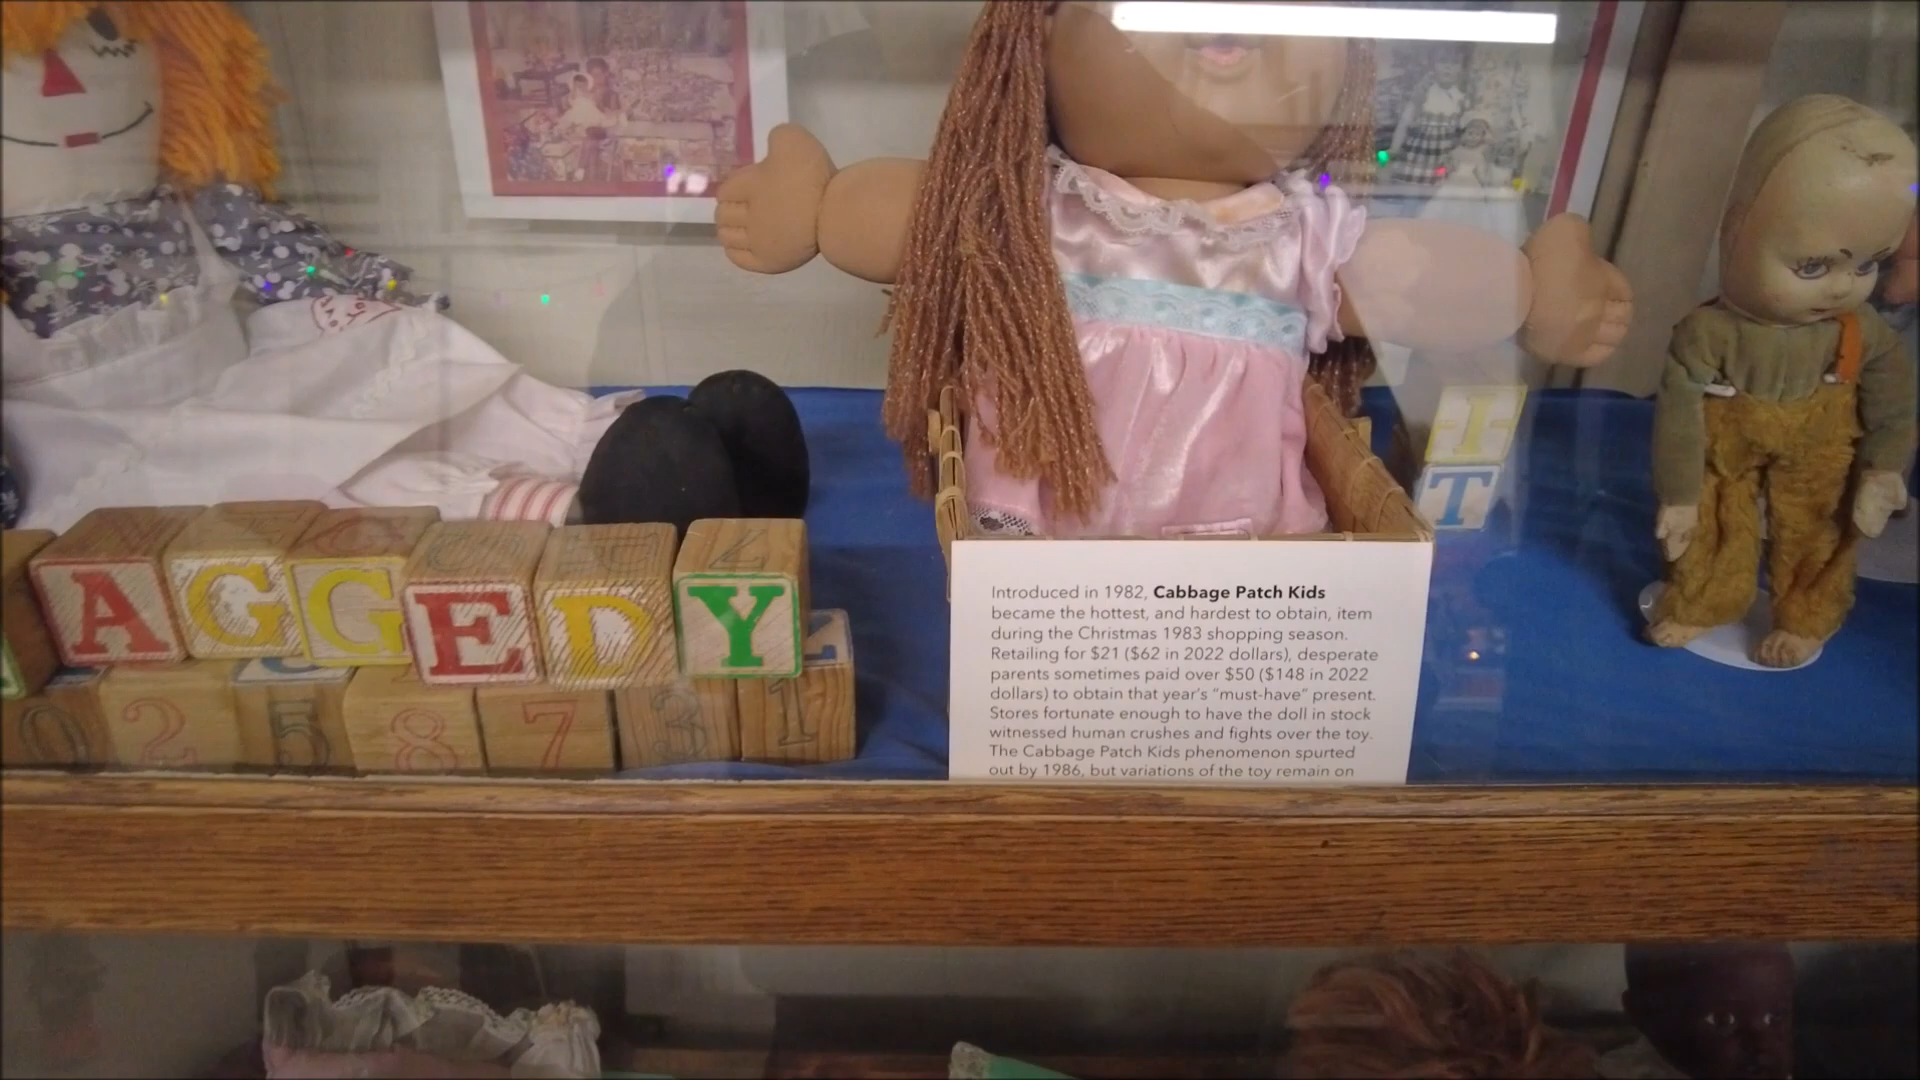 AGGEDY
I
T
0 2 5 8 7 3 1
Introduced in 1982, Cabbage Patch Kids
became the hottest, and hardest to obtain, item
during the Christmas 1983 shopping season.
Retailing for $21 ($62 in 2022 dollars), desperate
parents sometimes paid over $50 ($148 in 2022
dollars) to obtain that year's "must-have" present.
Stores fortunate enough to have the doll in stock
witnessed human crushes and fights over the toy.
The Cabbage Patch Kids phenomenon spurted
out by 1986, but variations of the toy remain on